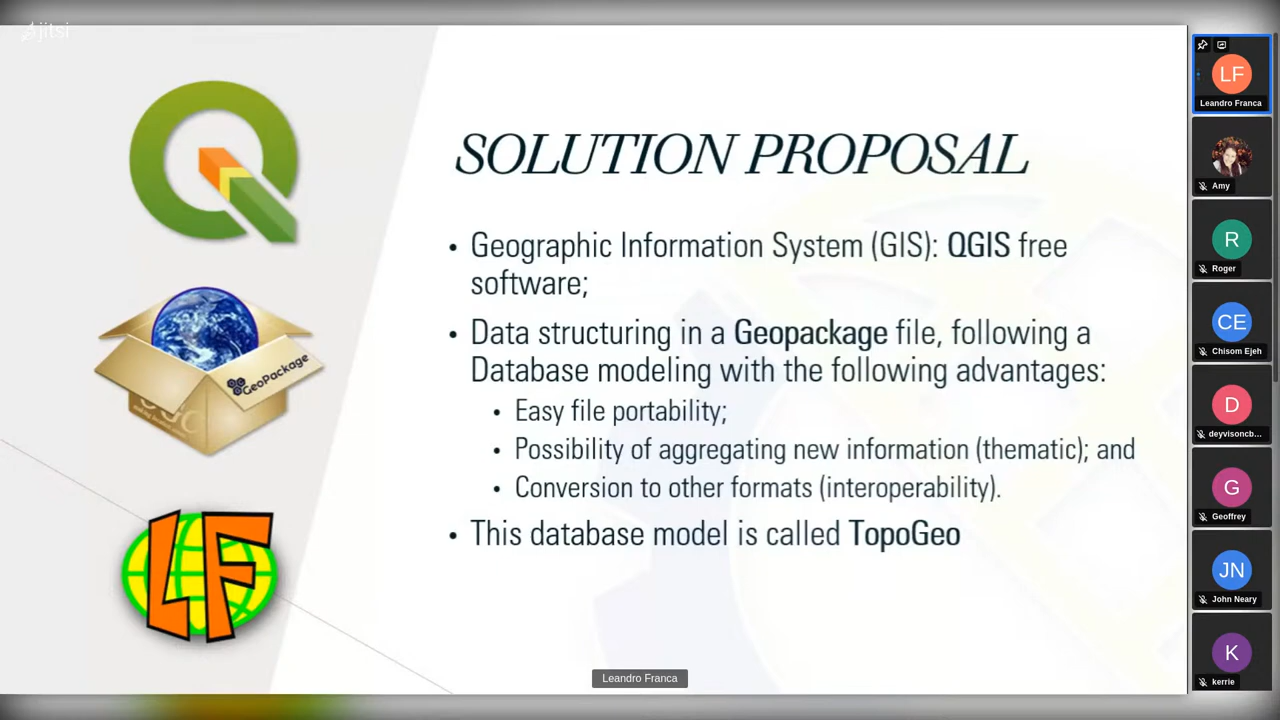 jitsi
SOLUTION PROPOSAL
• Geographic Information System (GIS): QGIS free
software;
• Data structuring in a Geopackage file, following a
Database modeling with the following advantages:
• Easy file portability;
• Possibility of aggregating new information (thematic); and
• Conversion to other formats (interoperability).
• This database model is called TopoGeo
GeoPackage
LF
Leandro Franca
LF
Leandro Franca
Amy
R
Roger
CE
Chisom Ejeh
D
deyvisoncb...
G
Geoffrey
JN
John Neary
K
kerrie